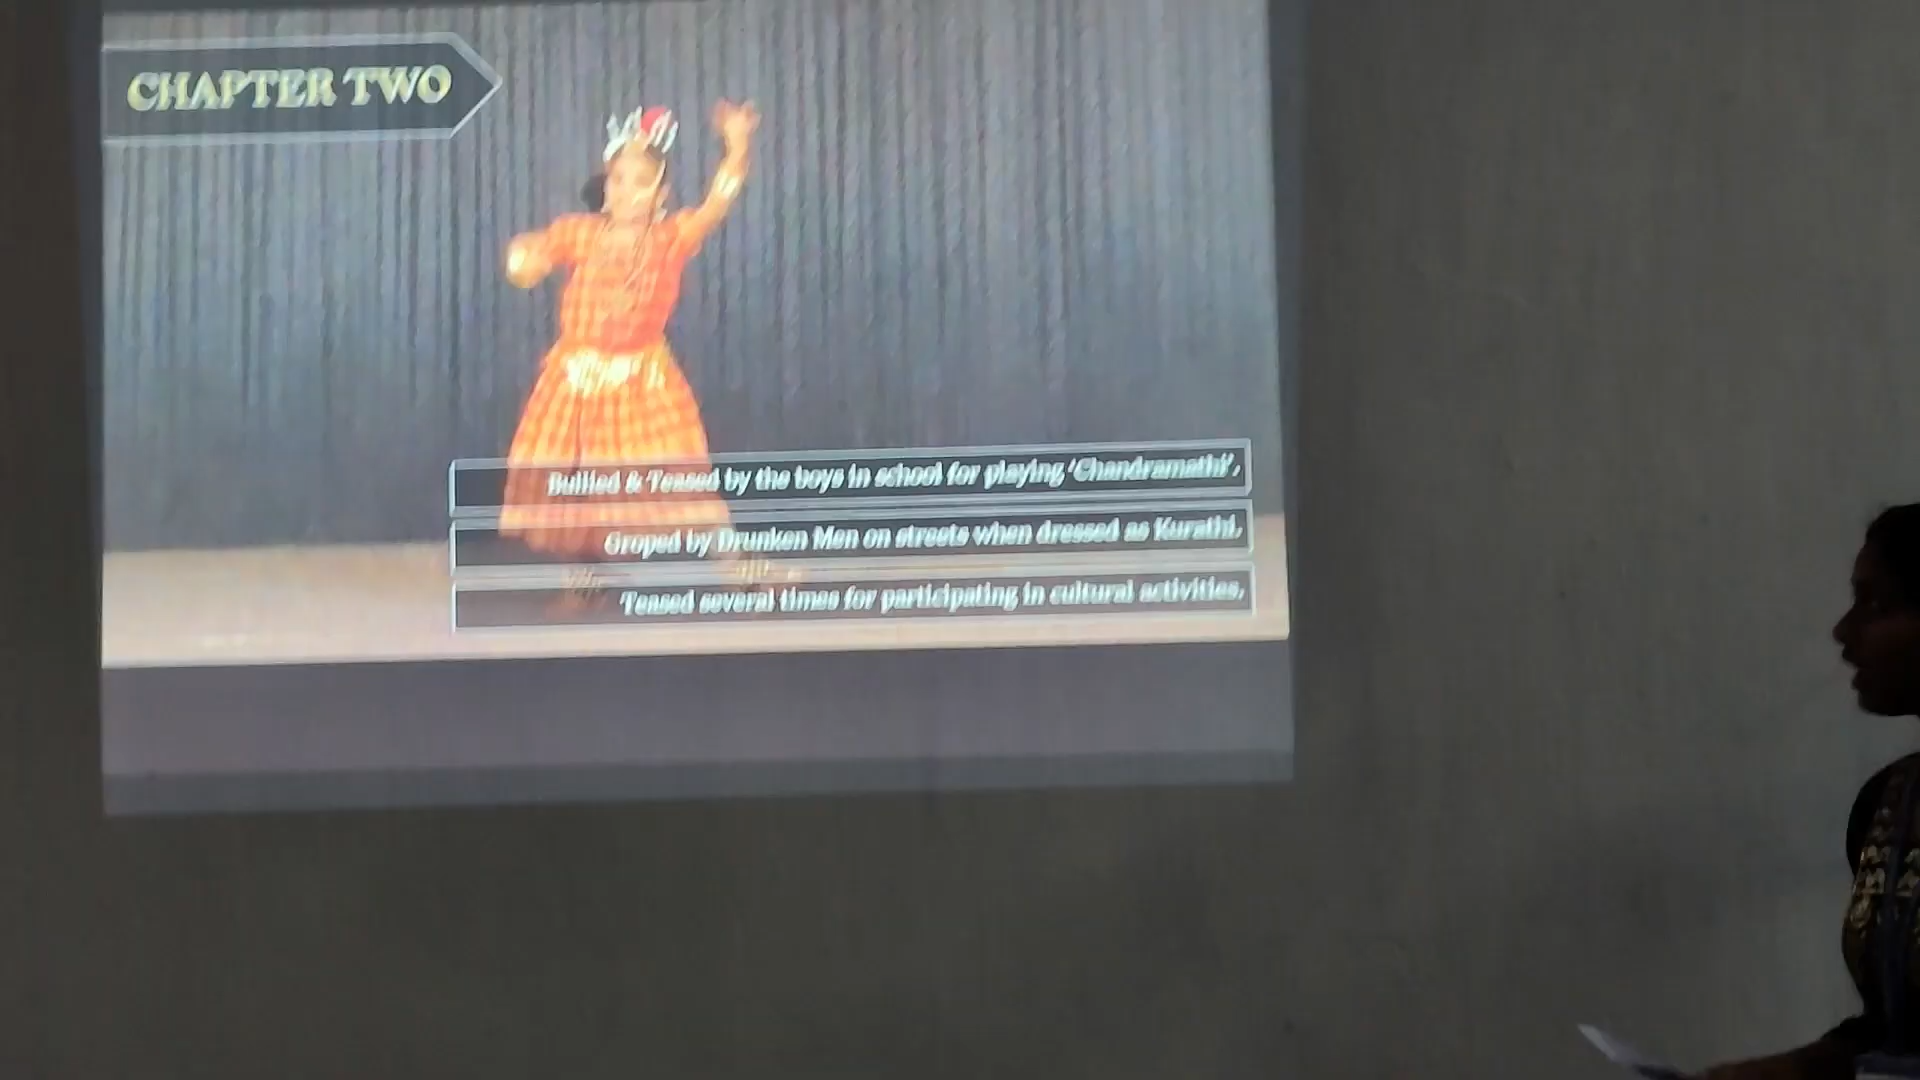 CHAPTER TWO
Bullied & Teased by the boys in school for playing 'Chandramathi',
Groped by Drunken Men on streets when dressed as Kurathi,
Teased several times for participating in cultural activities,